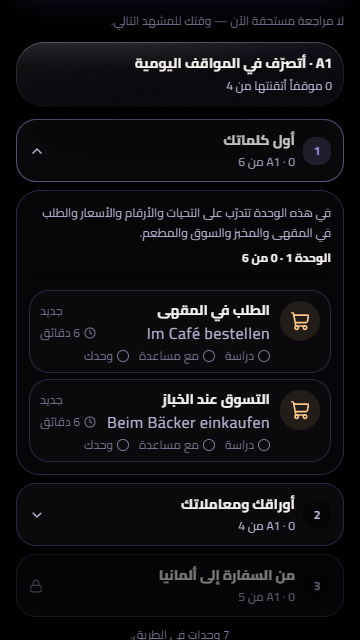 لا مراجعة مستحقة الآن — وقتك للمشهد التالي.
A1 · أتصرّف في المواقف اليومية
0 موقفاً أتقنتها من 4
أول كلماتك
1
A1 · 0 من 6
في هذه الوحدة تتدرّب على التحيات والأرقام والأسعار والطلب
في المقهى والمخبز والسوق والمطعم.
الوحدة 1 · 0 من 6
الطلب في المقهى
جديد
Im Café bestellen
6 دقائق
دراسة
مع مساعدة
وحدك
التسوق عند الخباز
جديد
Beim Bäcker einkaufen
6 دقائق
دراسة
مع مساعدة
وحدك
أوراقك ومعاملاتك
2
A1 · 0 من 4
من السفارة إلى ألمانيا
3
A1 · 0 من 5
7 وحدات في الطريق.